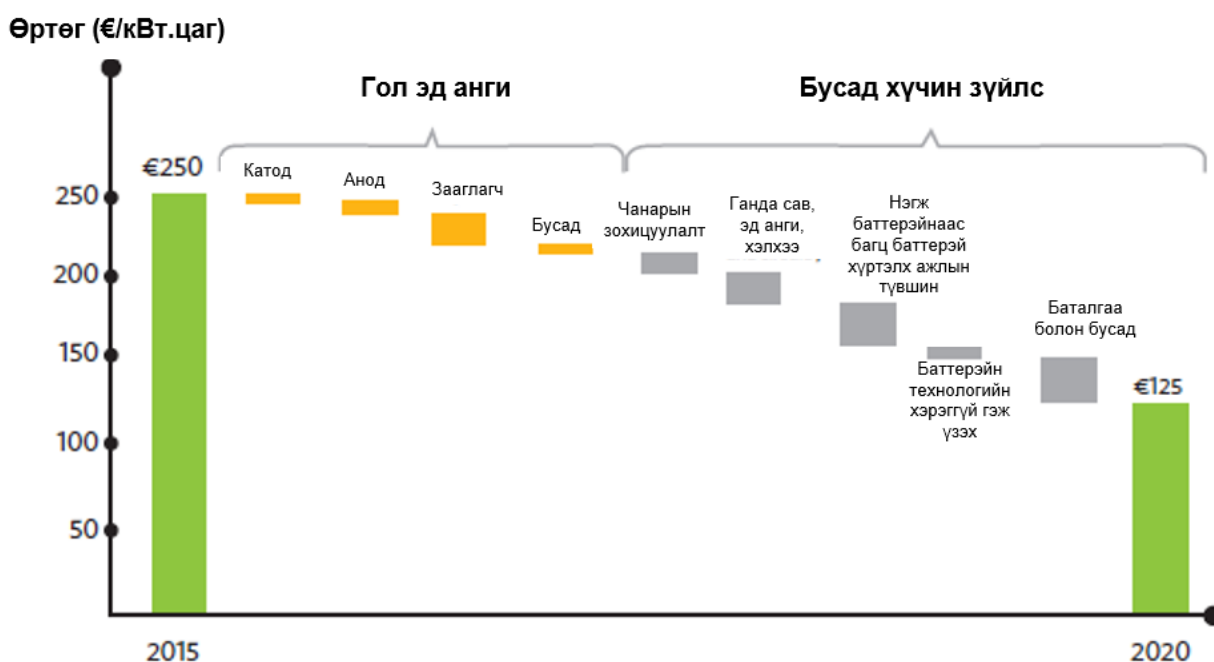 Өртөг (€/кВт.цаг)
Гол эд анги
Бусад хүчин зүйлс
€250
Катод
Анод
Зааглагч
Бусад
Чанарын
зохицуулалт
Ганда сав,
эд анги,
хэлхээ
Нэгж
баттерэйнаас
багц баттерэй
хүртэлх ажлын
түвшин
Баттерэйн
технологийн
хэрэггүй гэж
үзэх
Баталгаа
болон бусад
€125
250
200
150
100
50
2015
2020